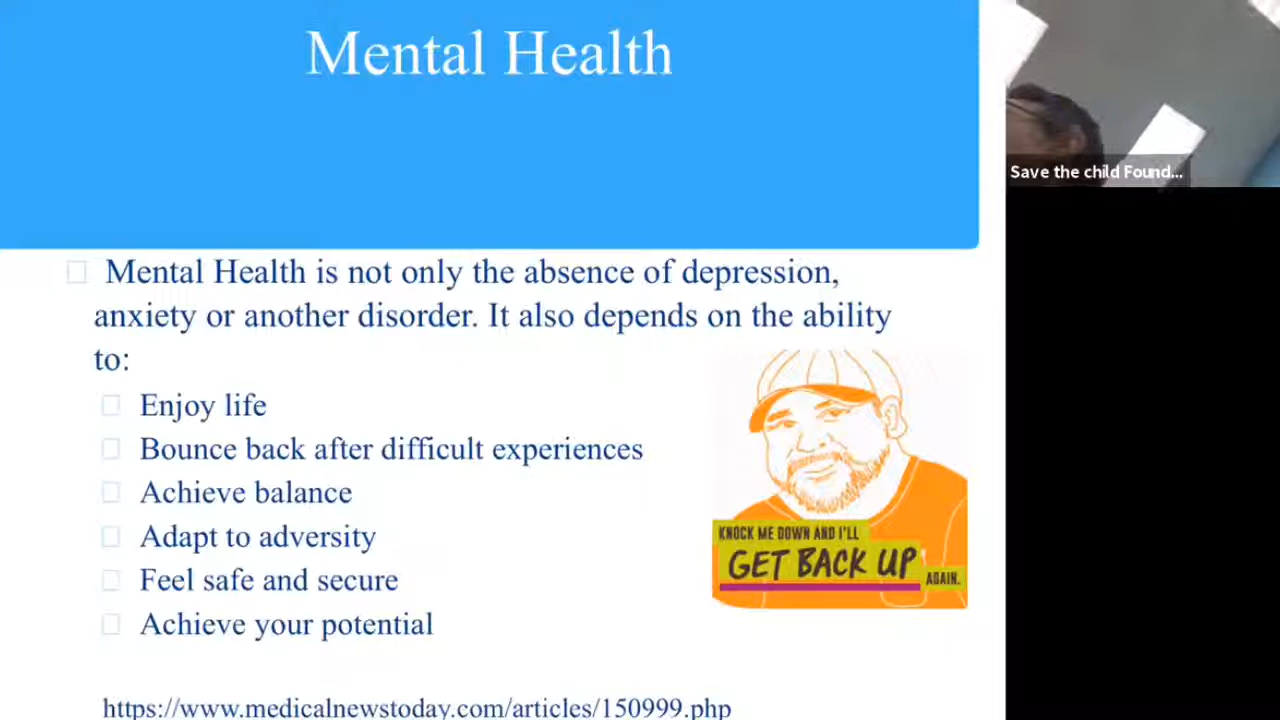 Mental Health
Mental Health is not only the absence of depression,
anxiety or another disorder. It also depends on the ability
to:
Enjoy life
Bounce back after difficult experiences
Achieve balance
Adapt to adversity
Feel safe and secure
Achieve your potential
KNOCK ME DOWN AND I'LL
GET BACK UP
AGAIN.
https://www.medicalnewstoday.com/articles/150999.php
Save the child Found...